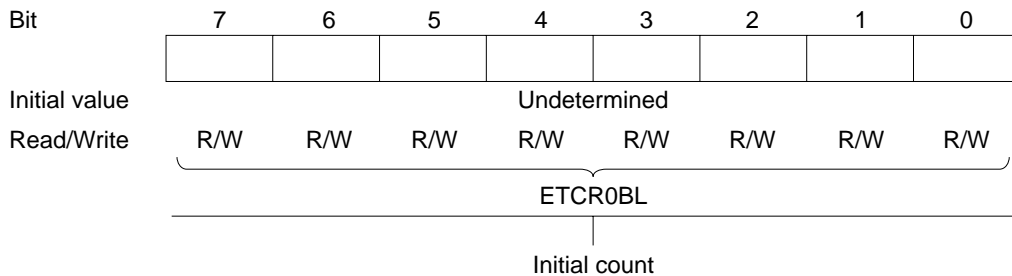 Bit 7 6 5 4 3 2 1 0
Initial value Undetermined
Read/Write R/W R/W R/W R/W R/W R/W R/W R/W
ETCR0BL
Initial count